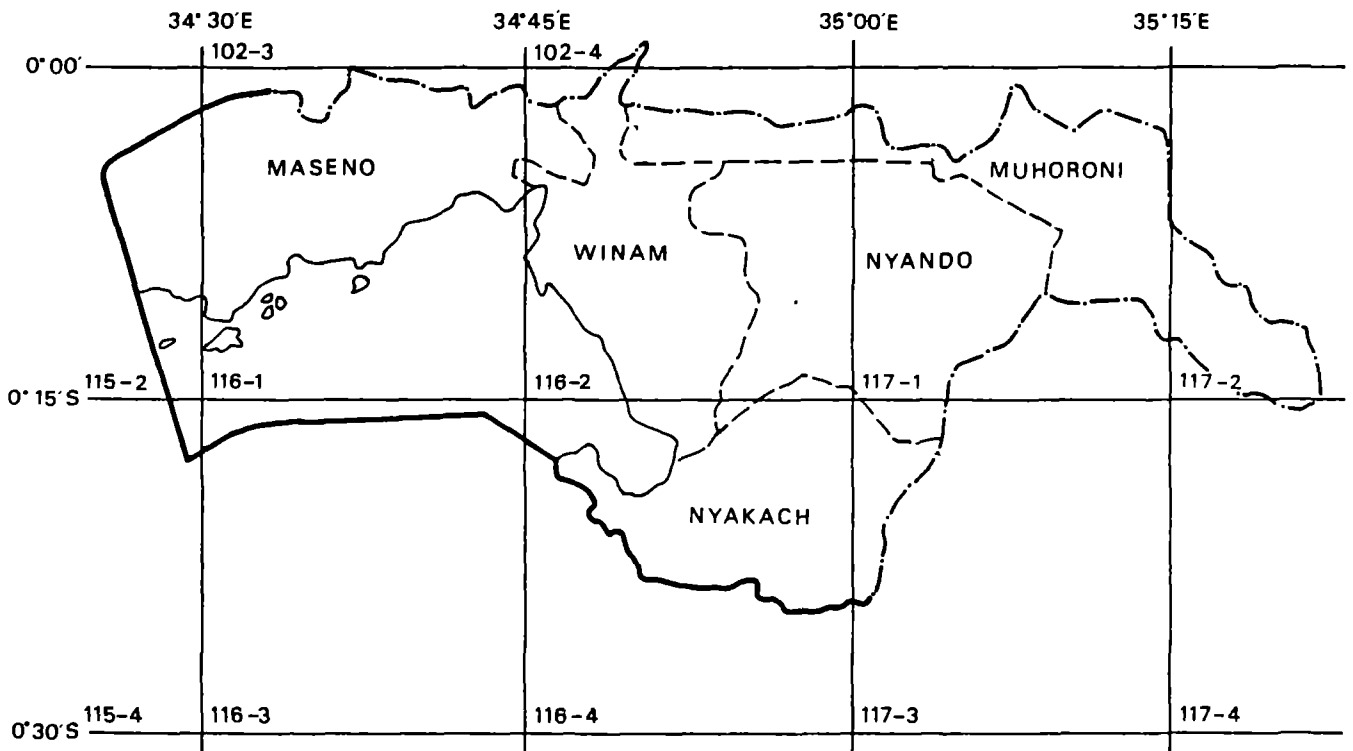 34°30'E 34°45'E 35°00'E 35°15'E
102-3 102-4
0°00'
MASENO MUHORONI
WINAM NYANDO
115-2 116-1 116-2 117-1 117-2
0°15'S
NYAKACH
115-4 116-3 116-4 117-3 117-4
0°30'S